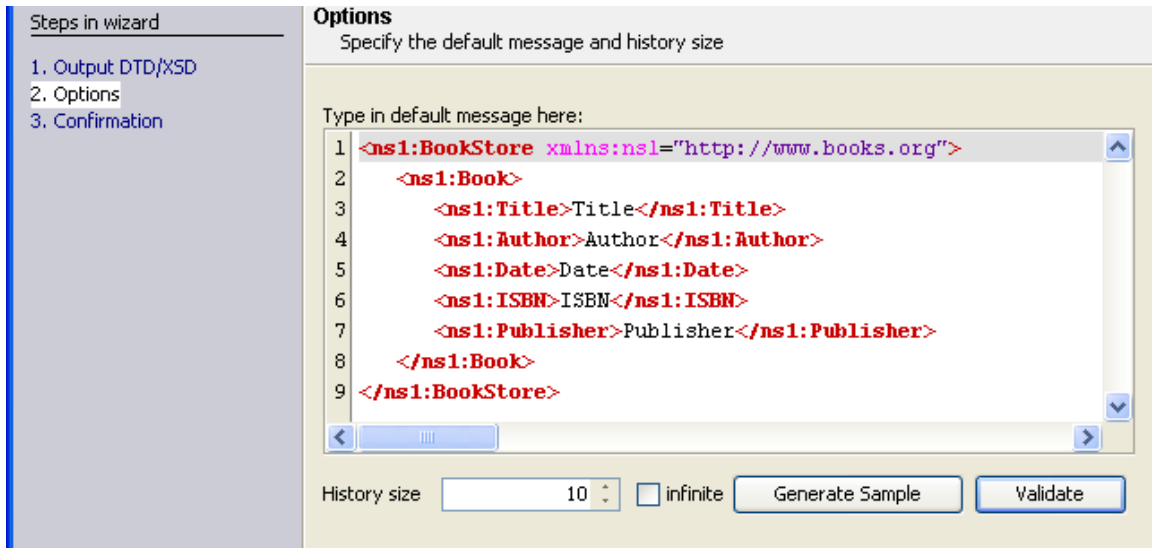 Steps in wizard
1. Output DTD/XSD
2. Options
3. Confirmation
Options
Specify the default message and history size
Type in default message here:
1 <ns1:BookStore xmlns:nsl="http://www.books.org">
2 <ns1:Book>
3 <ns1:Title>Title</ns1:Title>
4 <ns1:Author>Author</ns1:Author>
5 <ns1:Date>Date</ns1:Date>
6 <ns1:ISBN>ISBN</ns1:ISBN>
7 <ns1:Publisher>Publisher</ns1:Publisher>
8 </ns1:Book>
9 </ns1:BookStore>
History size 10 infinite Generate Sample Validate